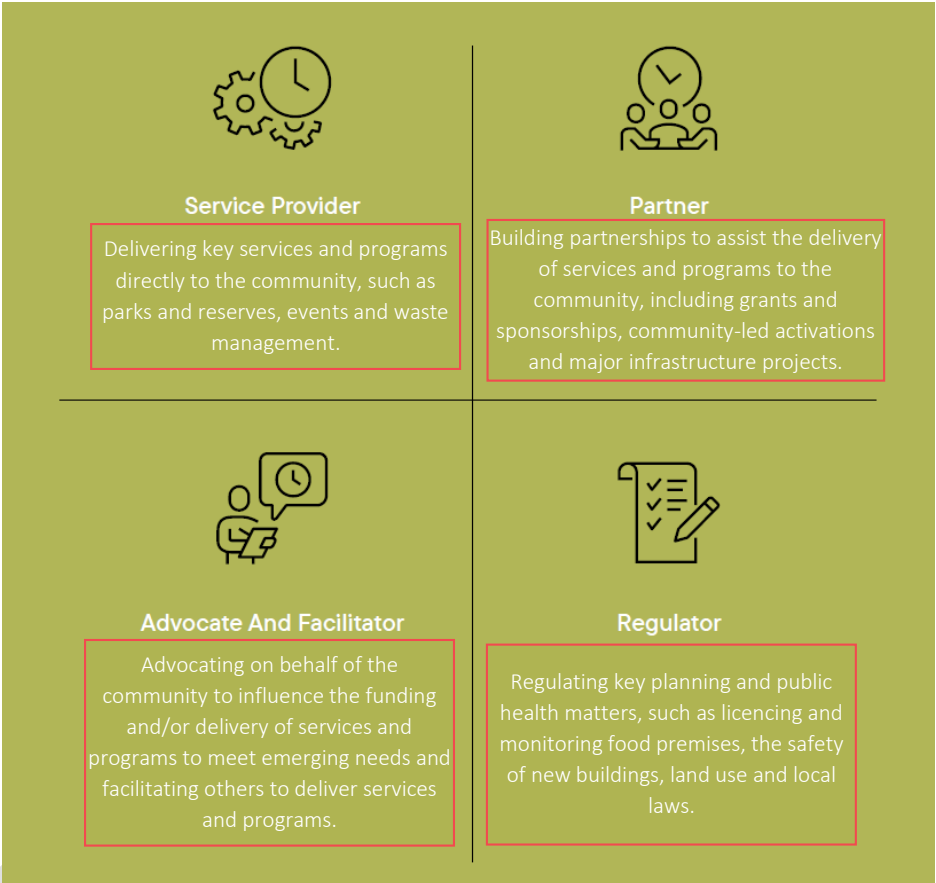 Service Provider
Delivering key services and programs
directly to the community, such as
parks and reserves, events and waste
management.
Partner
Building partnerships to assist the delivery
of services and programs to the
community, including grants and
sponsorships, community-led activations
and major infrastructure projects.
Advocate And Facilitator
Advocating on behalf of the
community to influence the funding
and/or delivery of services and
programs to meet emerging needs and
facilitating others to deliver services
and programs.
Regulator
Regulating key planning and public
health matters, such as licencing and
monitoring food premises, the safety
of new buildings, land use and local
laws.